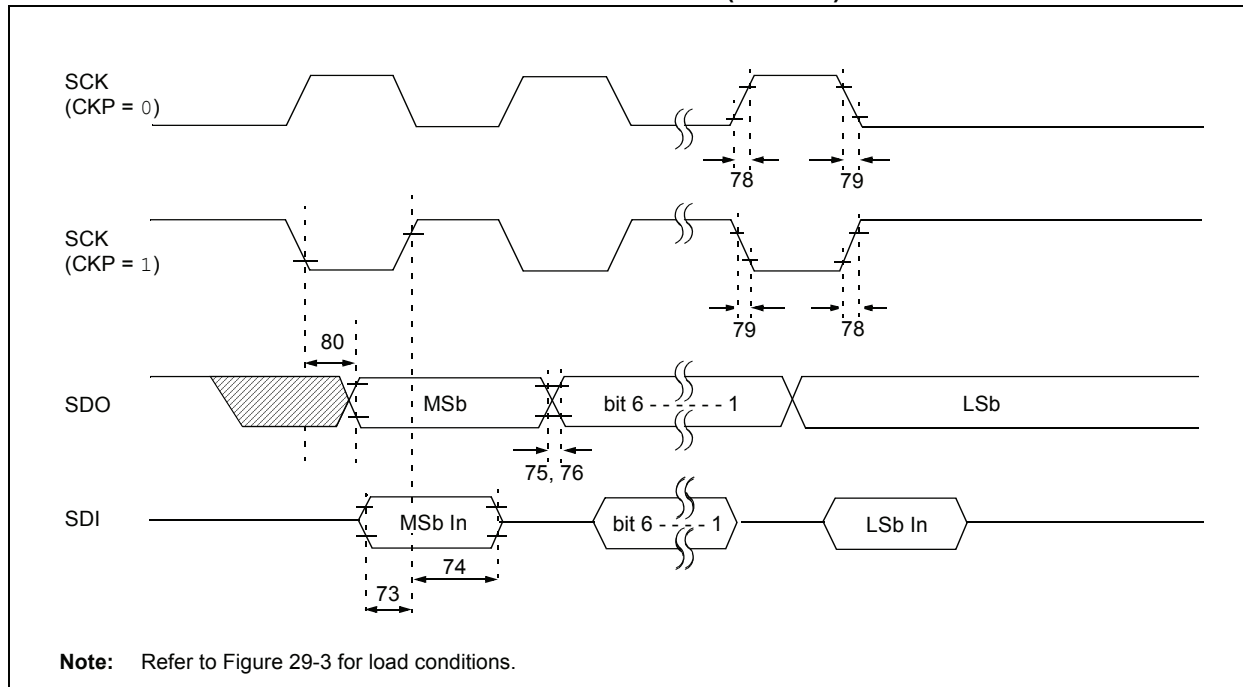 SCK
(CKP = 0)
78
79
SCK
(CKP = 1)
79
78
80
SDO
MSb
bit 6 - - - - - - 1
LSb
75, 76
SDI
MSb In
bit 6 - - - - 1
LSb In
74
73
Note: Refer to Figure 29-3 for load conditions.